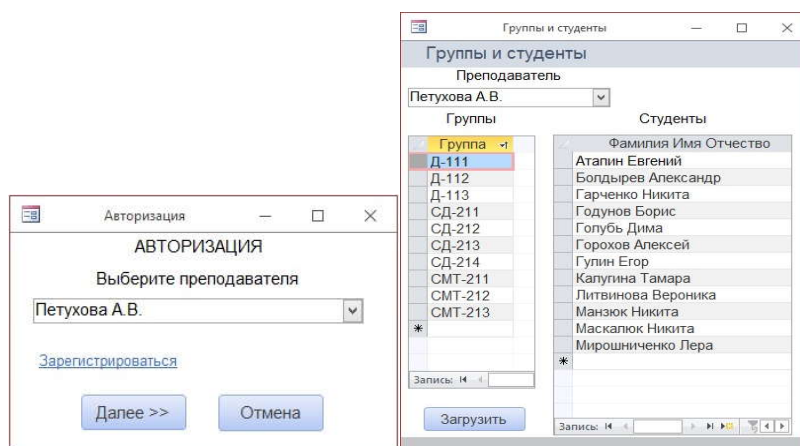 Авторизация
АВТОРИЗАЦИЯ
Выберите преподавателя
Петухова А.В.
Зарегистрироваться
Далее >>
Отмена
Группы и студенты
Группы и студенты
Преподаватель
Петухова А.В.
Группы
Группа
Д-111
Д-112
Д-113
СД-211
СД-212
СД-213
СД-214
СМТ-211
СМТ-212
СМТ-213
Запись:
Загрузить
Студенты
Фамилия Имя Отчество
Атапин Евгений
Болдырев Александр
Гарченко Никита
Годунов Борис
Голубь Дима
Горохов Алексей
Гулин Егор
Калугина Тамара
Литвинова Вероника
Манзюк Никита
Маскалюк Никита
Мирошниченко Лера
Запись: